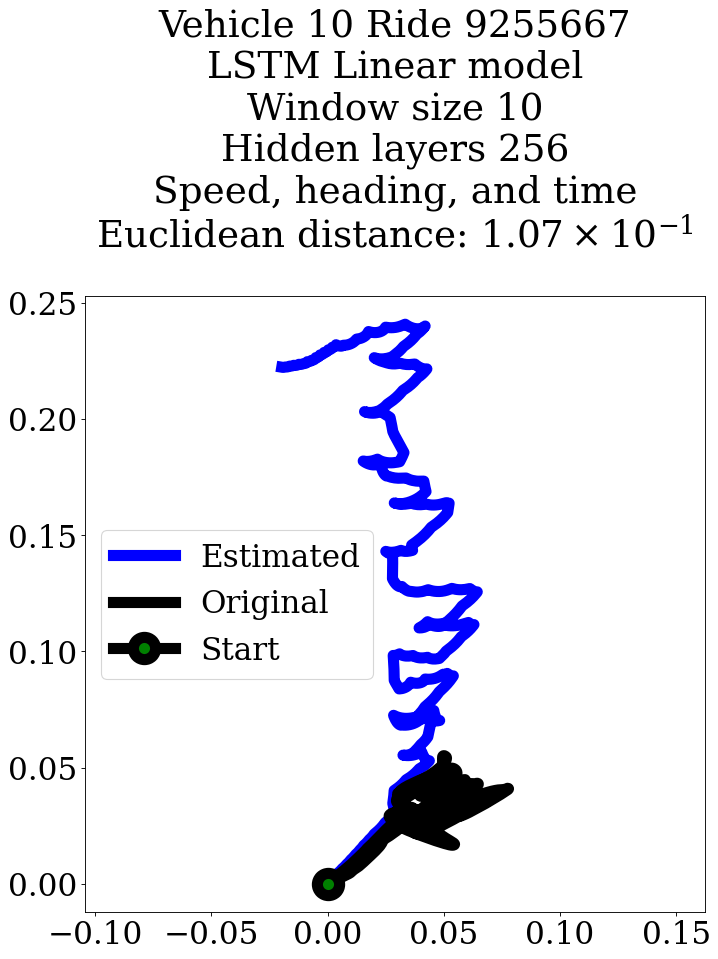 Vehicle 10 Ride 9255667
LSTM Linear model
Window size 10
Hidden layers 256
Speed, heading, and time
Euclidean distance: 1.07 × 10⁻¹
0.25
0.20
0.15
0.10
0.05
0.00
Estimated
Original
Start
−0.10 −0.05 0.00 0.05 0.10 0.15